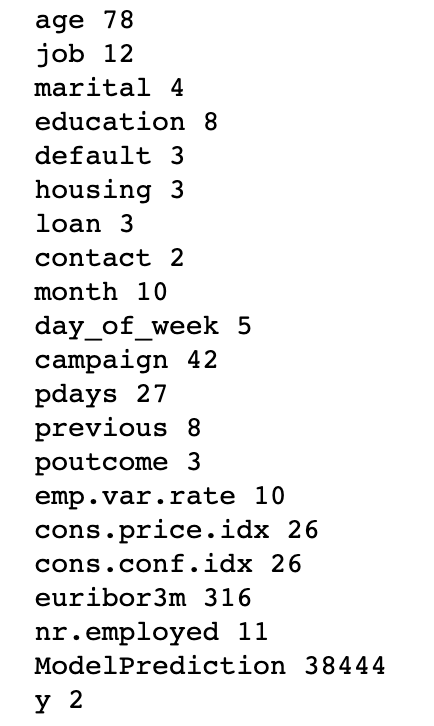 age 78
job 12
marital 4
education 8
default 3
housing 3
loan 3
contact 2
month 10
day_of_week 5
campaign 42
pdays 27
previous 8
poutcome 3
emp.var.rate 10
cons.price.idx 26
cons.conf.idx 26
euribor3m 316
nr.employed 11
ModelPrediction 38444
y 2